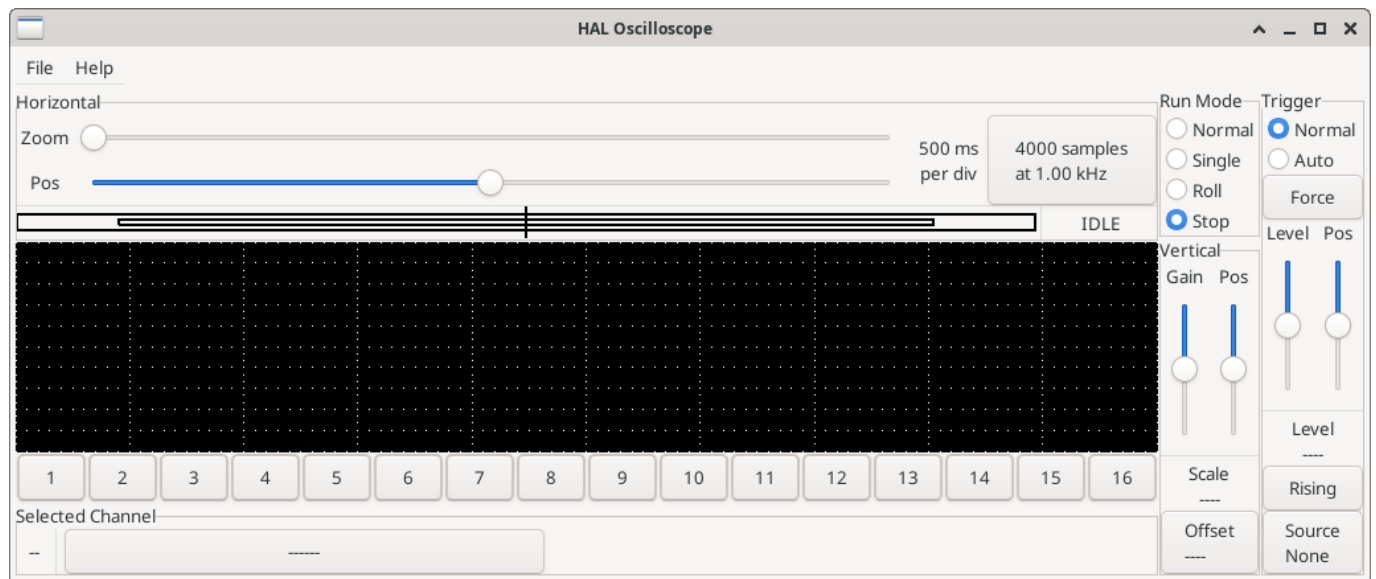 HAL Oscilloscope
File Help
Horizontal
Zoom
Pos
500 ms
per div
4000 samples
at 1.00 kHz
IDLE
Run Mode
Normal
Single
Roll
Stop
Trigger
Normal
Auto
Force
Level Pos
Vertical
Gain Pos
1 2 3 4 5 6 7 8 9 10 11 12 13 14 15 16
Selected Channel
--
------
Scale
----
Offset
----
Level
----
Rising
Source
None